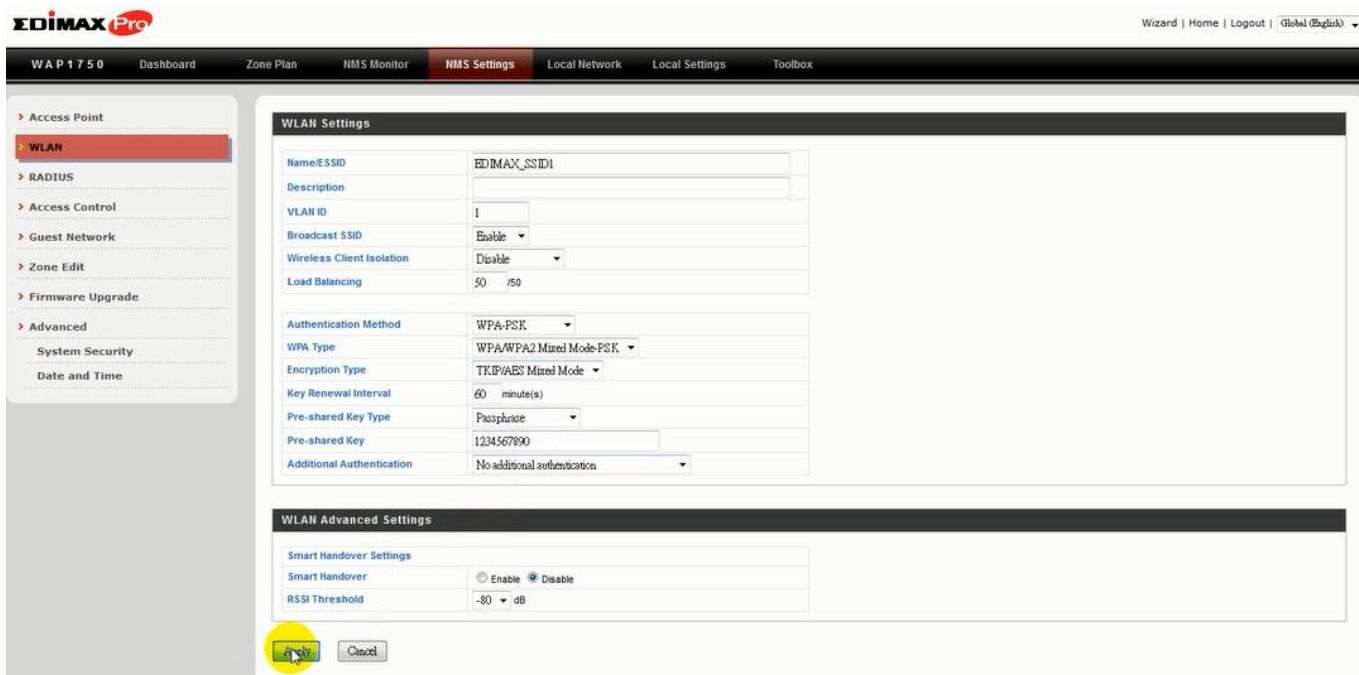 EDIMAX Pro
Wizard | Home | Logout | Global (English)
WAP1750 Dashboard Zone Plan NMS Monitor NMS Settings Local Network Local Settings Toolbox
Access Point
WLAN
RADIUS
Access Control
Guest Network
Zone Edit
Firmware Upgrade
Advanced
System Security
Date and Time
WLAN Settings
Name/ESSID EDIMAX_SSID1
Description
VLAN ID 1
Broadcast SSID Enable
Wireless Client Isolation Disable
Load Balancing 50 /50
Authentication Method WPA-PSK
WPA Type WPA/WPA2 Mixed Mode-PSK
Encryption Type TKIP/AES Mixed Mode
Key Renewal Interval 60 minute(s)
Pre-shared Key Type Passphrase
Pre-shared Key 1234567890
Additional Authentication No additional authentication
WLAN Advanced Settings
Smart Handover Settings
Smart Handover Enable Disable
RSSI Threshold -80 dB
Apply Cancel